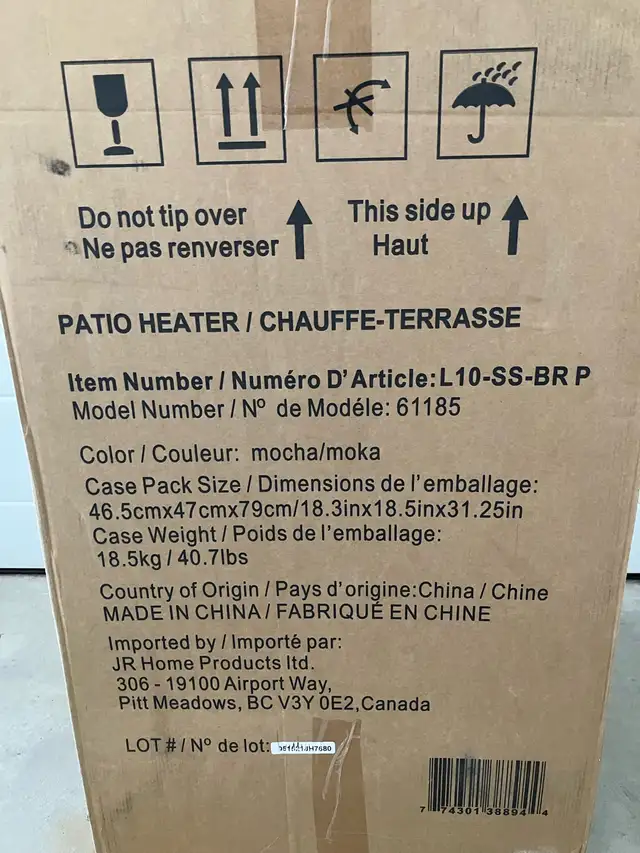 Do not tip over
This side up
Ne pas renverser
Haut
PATIO HEATER / CHAUFFE-TERRASSE
Item Number / Numéro D'Article:L10-SS-BR P
Model Number / Nº de Modéle: 61185
Color / Couleur: mocha/moka
Case Pack Size / Dimensions de l'emballage:
46.5cmx47cmx79cm/18.3inx18.5inx31.25in
Case Weight / Poids de l'emballage:
18.5kg / 40.7lbs
Country of Origin / Pays d'origine:China / Chine
MADE IN CHINA / FABRIQUÉ EN CHINE
Imported by / Importé par:
JR Home Products ltd.
306 - 19100 Airport Way,
Pitt Meadows, BC V3Y 0E2,Canada
LOT # / Nº de lot:
7 74301 38894 4